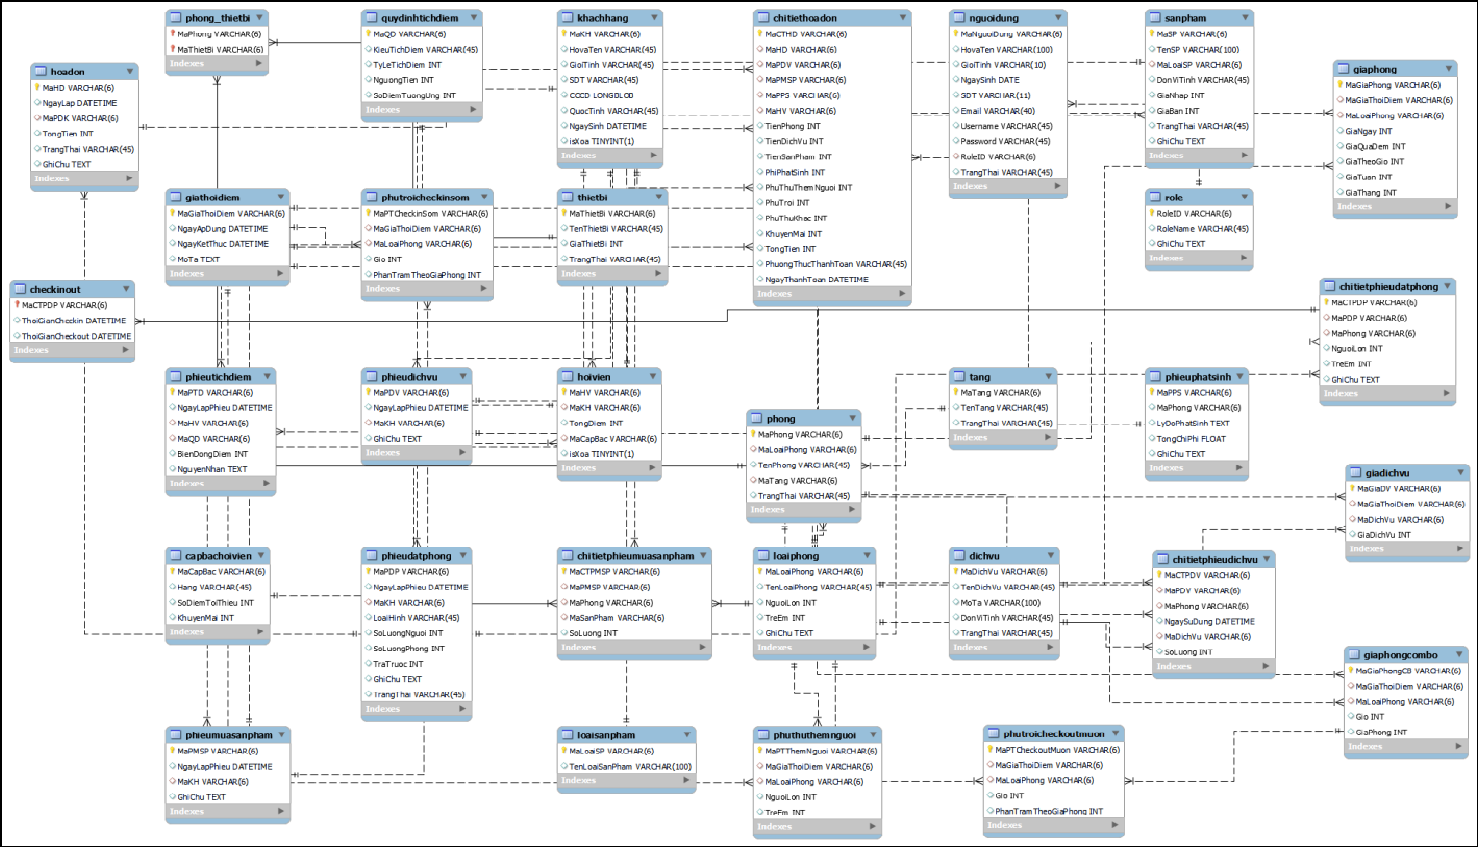 phong_thietbi
MaPhong VARCHAR(6)
MaThietBi VARCHAR(6)
Indexes
quydinhtichdiem
MaQD VARCHAR(6)
KieuTichDiem VARCHAR(45)
TyLeTichDiem INT
NguongTien INT
SoDiemTuongUng INT
Indexes
khachhang
MaKH VARCHAR(6)
HovaTen VARCHAR(45)
GioiTinh VARCHAR(45)
SDT VARCHAR(45)
CCCD LONGBLOB
QuocTinh VARCHAR(45)
NgaySinh DATETIME
isXoa TINYINT(1)
Indexes
chitiethoadon
MaCTHD VARCHAR(6)
MaHD VARCHAR(6)
MaPDV VARCHAR(6)
MaPMSP VARCHAR(6)
MaPPS VARCHAR(6)
MaHV VARCHAR(6)
TienPhong INT
TienDichVu INT
TienSanPham INT
PhiPhatSinh INT
PhuThuThem Nguoi INT
PhuTroi INT
PhuThuKhac INT
KhuyenMai INT
TongTien INT
PhuongThucThanhToan VARCHAR(45)
NgayThanhToan DATETIME
Indexes
nguoidung
MaNguoiDung VARCHAR(6)
HovaTen VARCHAR(100)
GioiTinh VARCHAR(10)
NgaySinh DATE
SDT VARCHAR(11)
Email VARCHAR(40)
Username VARCHAR(45)
Password VARCHAR(45)
RoleID VARCHAR(6)
TrangThai VARCHAR(45)
Indexes
sanpham
MaSP VARCHAR(6)
TenSP VARCHAR(100)
MaLoaiSP VARCHAR(6)
DonViTinh VARCHAR(45)
GiaNhap INT
GiaBan INT
TrangThai VARCHAR(45)
GhiChu TEXT
Indexes
giaphong
MaGiaPhong VARCHAR(6)
MaGiaThoiDiem VARCHAR(6)
MaLoaiPhong VARCHAR(6)
GiaNgay INT
GiaQuaDem INT
GiaTheoGio INT
GiaTuan INT
GiaThang INT
Indexes
hoadon
MaHD VARCHAR(6)
NgayLap DATETIME
MaPDK VARCHAR(6)
TongTien INT
TrangThai VARCHAR(45)
GhiChu TEXT
Indexes
giathoidiem
MaGiaThoiDiem VARCHAR(6)
NgayApDung DATETIME
NgayKetThuc DATETIME
MoTa TEXT
Indexes
phutroicheckinsom
MaPTCheckinSom VARCHAR(6)
MaGiaThoiDiem VARCHAR(6)
MaLoaiPhong VARCHAR(6)
Gio INT
PhanTramTheoGiaPhong INT
Indexes
thietbi
MaThietBi VARCHAR(6)
TenThietBi VARCHAR(45)
GiaThietBi INT
TrangThai VARCHAR(45)
Indexes
role
RoleID VARCHAR(6)
RoleName VARCHAR(45)
GhiChu TEXT
Indexes
checkinout
MaCTPDP VARCHAR(6)
ThoiGianCheckin DATETIME
ThoiGianCheckout DATETIME
Indexes
chitietphieudatphong
MaCTPDP VARCHAR(6)
MaPDP VARCHAR(6)
MaPhong VARCHAR(6)
NguoiLon INT
TreEm INT
GhiChu TEXT
Indexes
phieutichdiem
MaPTD VARCHAR(6)
NgayLapPhieu DATETIME
MaHV VARCHAR(6)
MaQD VARCHAR(6)
BienDongDiem INT
NguyenNhan TEXT
Indexes
phieudichvu
MaPDV VARCHAR(6)
NgayLapPhieu DATETIME
MaKH VARCHAR(6)
GhiChu TEXT
Indexes
hoivien
MaHV VARCHAR(6)
MaKH VARCHAR(6)
TongDiem INT
MaCapBac VARCHAR(6)
isXoa TINYINT(1)
Indexes
phong
MaPhong VARCHAR(6)
MaLoaiPhong VARCHAR(6)
TenPhong VARCHAR(45)
MaTang VARCHAR(6)
TrangThai VARCHAR(45)
Indexes
tang
MaTang VARCHAR(6)
TenTang VARCHAR(45)
TrangThai VARCHAR(45)
Indexes
phieuphatsinh
MaPPS VARCHAR(6)
MaPhong VARCHAR(6)
LyDoPhatSinh TEXT
TongChiPhi FLOAT
GhiChu TEXT
Indexes
giadichvu
MaGiaDV VARCHAR(6)
MaGiaThoiDiem VARCHAR(6)
MaDichVu VARCHAR(6)
GiaDichVu INT
Indexes
capbachoivien
MaCapBac VARCHAR(6)
Hang VARCHAR(45)
SoDiemToiThieu INT
KhuyenMai INT
Indexes
phieudatphong
MaPDP VARCHAR(6)
NgayLapPhieu DATETIME
MaKH VARCHAR(6)
LoaiHinh VARCHAR(45)
SoLuongNguoi INT
SoLuongPhong INT
TraTruoc INT
GhiChu TEXT
TrangThai VARCHAR(45)
Indexes
chitietphieumuasanpham
MaCTPMSP VARCHAR(6)
MaPMSP VARCHAR(6)
MaPhong VARCHAR(6)
MaSanPham VARCHAR(6)
SoLuong INT
Indexes
loaiphong
MaLoaiPhong VARCHAR(6)
TenLoaiPhong VARCHAR(45)
NguoiLon INT
TreEm INT
GhiChu TEXT
Indexes
dichvu
MaDichVu VARCHAR(6)
TenDichVu VARCHAR(45)
MoTa VARCHAR(100)
DonViTinh VARCHAR(45)
TrangThai VARCHAR(45)
Indexes
chitietphieudichvu
MaCTPDV VARCHAR(6)
MaPDV VARCHAR(6)
MaPhong VARCHAR(6)
NgaySuDung DATETIME
MaDichVu VARCHAR(6)
SoLuong INT
Indexes
giaphongcombo
MaGiaPhongCB VARCHAR(6)
MaGiaThoiDiem VARCHAR(6)
MaLoaiPhong VARCHAR(6)
Gio INT
GiaPhong INT
Indexes
phieumuasanpham
MaPMSP VARCHAR(6)
NgayLapPhieu DATETIME
MaKH VARCHAR(6)
GhiChu TEXT
Indexes
loaisanpham
MaLoaiSP VARCHAR(6)
TenLoaiSanPham VARCHAR(100)
Indexes
phuthuthemnguoi
MaPTThemNguoi VARCHAR(6)
MaGiaThoiDiem VARCHAR(6)
MaLoaiPhong VARCHAR(6)
NguoiLon INT
TreEm INT
Indexes
phutroicheckoutmuon
MaPTCheckoutMuon VARCHAR(6)
MaGiaThoiDiem VARCHAR(6)
MaLoaiPhong VARCHAR(6)
Gio INT
PhanTramTheoGiaPhong INT
Indexes